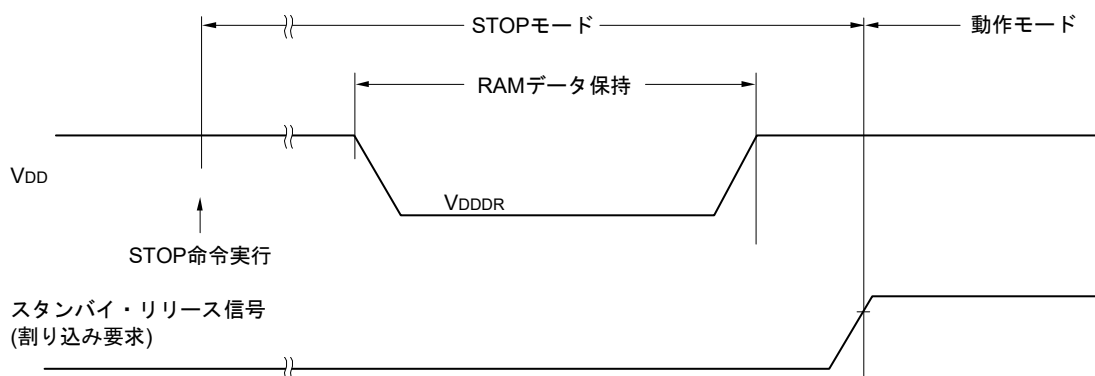 STOPモード
動作モード
RAMデータ保持
VDD
VDDDR
STOP命令実行
スタンバイ・リリース信号
(割り込み要求)